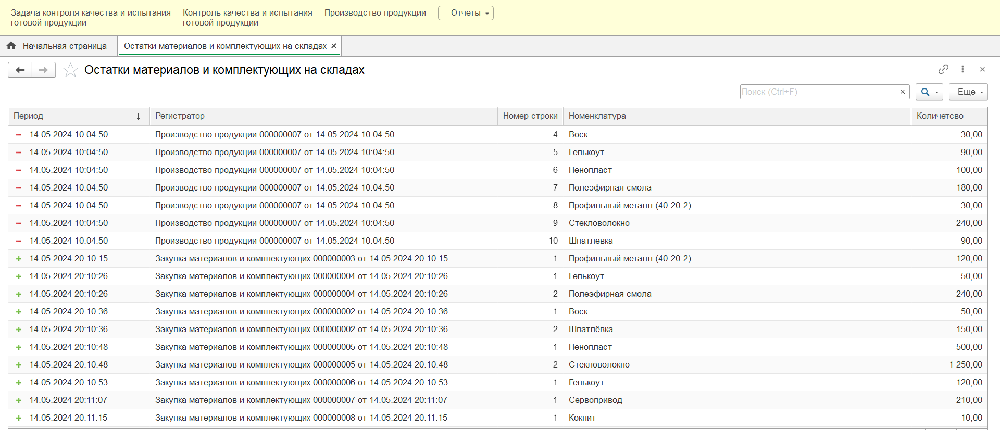 Задача контроля качества и испытания готовой продукции
Контроль качества и испытания готовой продукции
Производство продукции
Отчеты
Начальная страница
Остатки материалов и комплектующих на складах
Остатки материалов и комплектующих на складах
Поиск (Ctrl+F)
Еще
Период Регистратор Номер строки Номенклатура Количетсво
14.05.2024 10:04:50 Производство продукции 000000007 от 14.05.2024 10:04:50 4 Воск 30,00
14.05.2024 10:04:50 Производство продукции 000000007 от 14.05.2024 10:04:50 5 Гелькоут 90,00
14.05.2024 10:04:50 Производство продукции 000000007 от 14.05.2024 10:04:50 6 Пенопласт 100,00
14.05.2024 10:04:50 Производство продукции 000000007 от 14.05.2024 10:04:50 7 Полеэфирная смола 180,00
14.05.2024 10:04:50 Производство продукции 000000007 от 14.05.2024 10:04:50 8 Профильный металл (40-20-2) 30,00
14.05.2024 10:04:50 Производство продукции 000000007 от 14.05.2024 10:04:50 9 Стекловолокно 240,00
14.05.2024 10:04:50 Производство продукции 000000007 от 14.05.2024 10:04:50 10 Шпатлёвка 90,00
14.05.2024 20:10:15 Закупка материалов и комплектующих 000000003 от 14.05.2024 20:10:15 1 Профильный металл (40-20-2) 120,00
14.05.2024 20:10:26 Закупка материалов и комплектующих 000000004 от 14.05.2024 20:10:26 1 Гелькоут 50,00
14.05.2024 20:10:26 Закупка материалов и комплектующих 000000004 от 14.05.2024 20:10:26 2 Полеэфирная смола 240,00
14.05.2024 20:10:36 Закупка материалов и комплектующих 000000002 от 14.05.2024 20:10:36 1 Воск 50,00
14.05.2024 20:10:36 Закупка материалов и комплектующих 000000002 от 14.05.2024 20:10:36 2 Шпатлёвка 150,00
14.05.2024 20:10:48 Закупка материалов и комплектующих 000000005 от 14.05.2024 20:10:48 1 Пенопласт 500,00
14.05.2024 20:10:48 Закупка материалов и комплектующих 000000005 от 14.05.2024 20:10:48 2 Стекловолокно 1 250,00
14.05.2024 20:10:53 Закупка материалов и комплектующих 000000006 от 14.05.2024 20:10:53 1 Гелькоут 120,00
14.05.2024 20:11:07 Закупка материалов и комплектующих 000000007 от 14.05.2024 20:11:07 1 Сервопривод 210,00
14.05.2024 20:11:15 Закупка материалов и комплектующих 000000008 от 14.05.2024 20:11:15 1 Кокпит 10,00